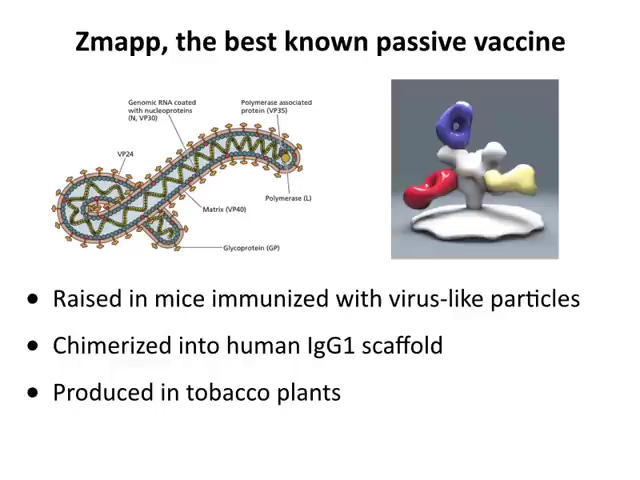 Zmapp, the best known passive vaccine
Genomic RNA coated
with nucleoproteins
(N, VP30)
Polymerase associated
protein (VP35)
VP24
Polymerase (L)
Matrix (VP40)
Glycoprotein (GP)
• Raised in mice immunized with virus-like particles
• Chimerized into human IgG1 scaffold
• Produced in tobacco plants